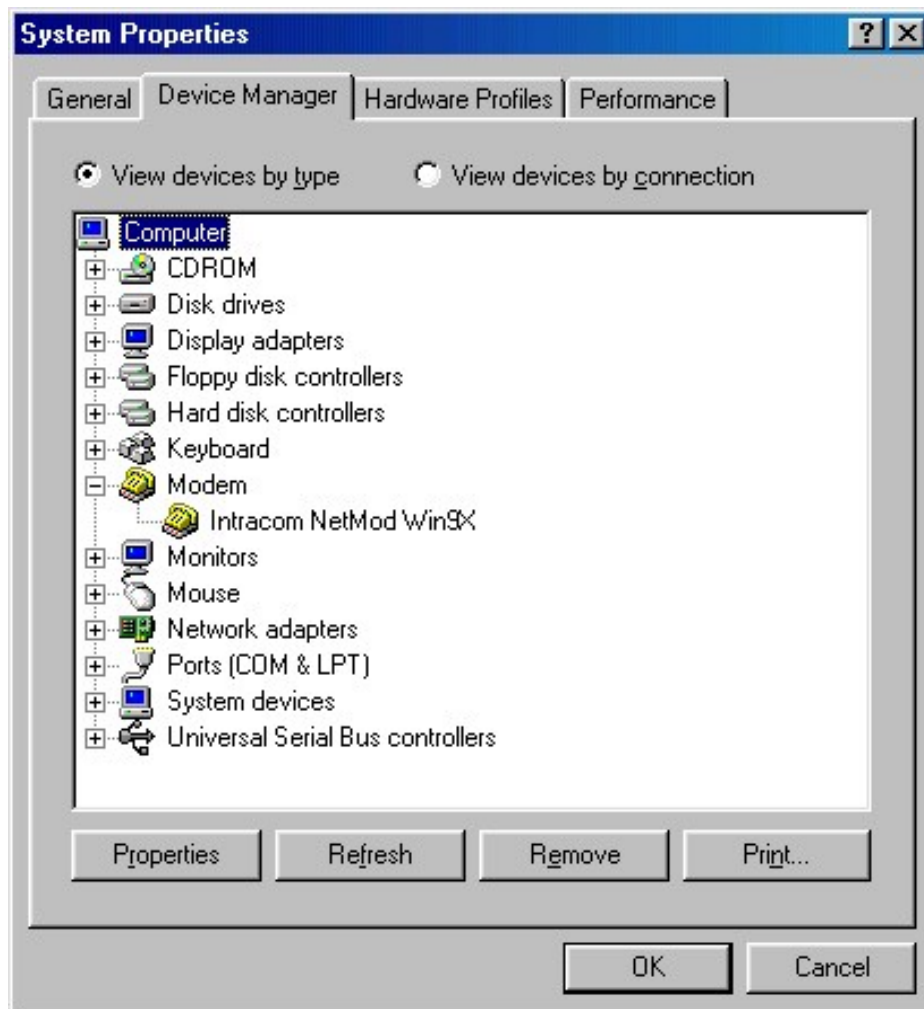 System Properties
General Device Manager Hardware Profiles Performance
View devices by type View devices by connection
Computer
CDROM
Disk drives
Display adapters
Floppy disk controllers
Hard disk controllers
Keyboard
Modem
Intracom NetMod Win9X
Monitors
Mouse
Network adapters
Ports (COM & LPT)
System devices
Universal Serial Bus controllers
Properties Refresh Remove Print...
OK Cancel